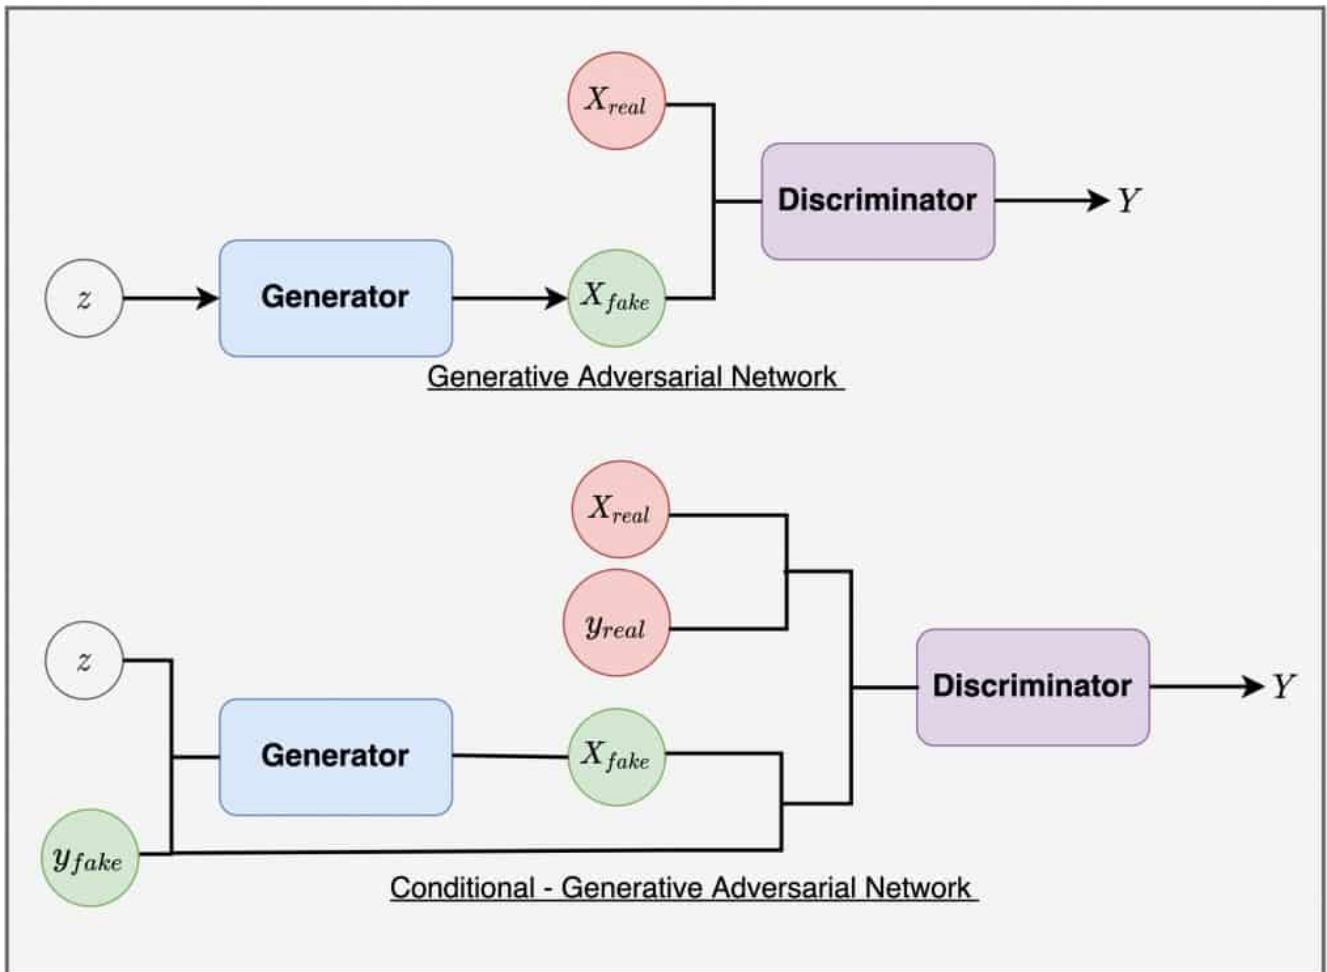 X_real
Discriminator
Y
z
Generator
X_fake
Generative Adversarial Network
X_real
y_real
z
Discriminator
Y
Generator
X_fake
y_fake
Conditional - Generative Adversarial Network